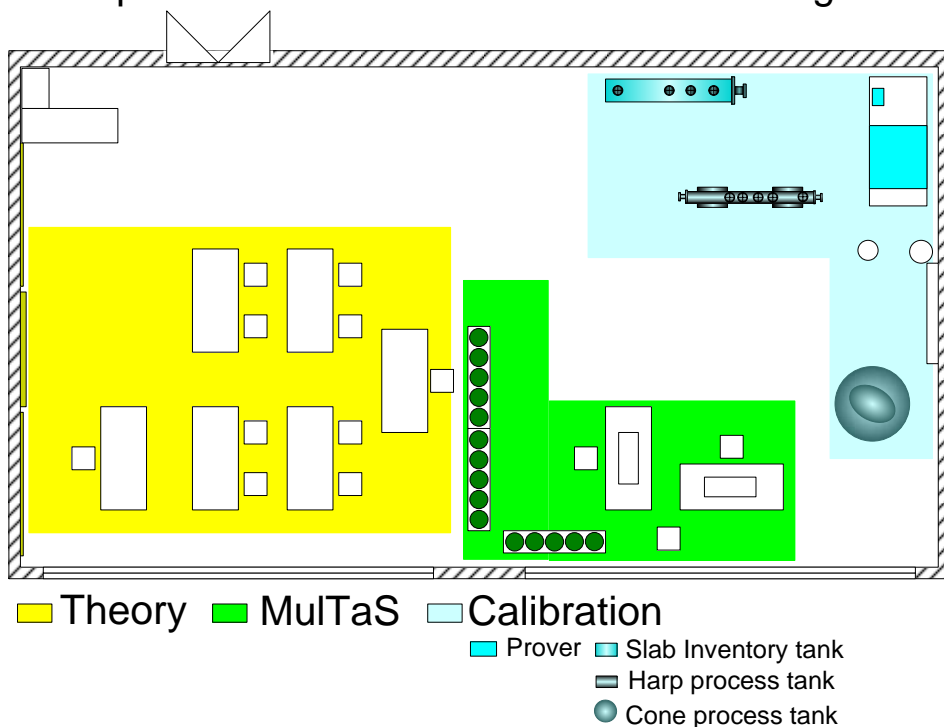 Theory MulTaS Calibration
Prover Slab Inventory tank
Harp process tank
Cone process tank